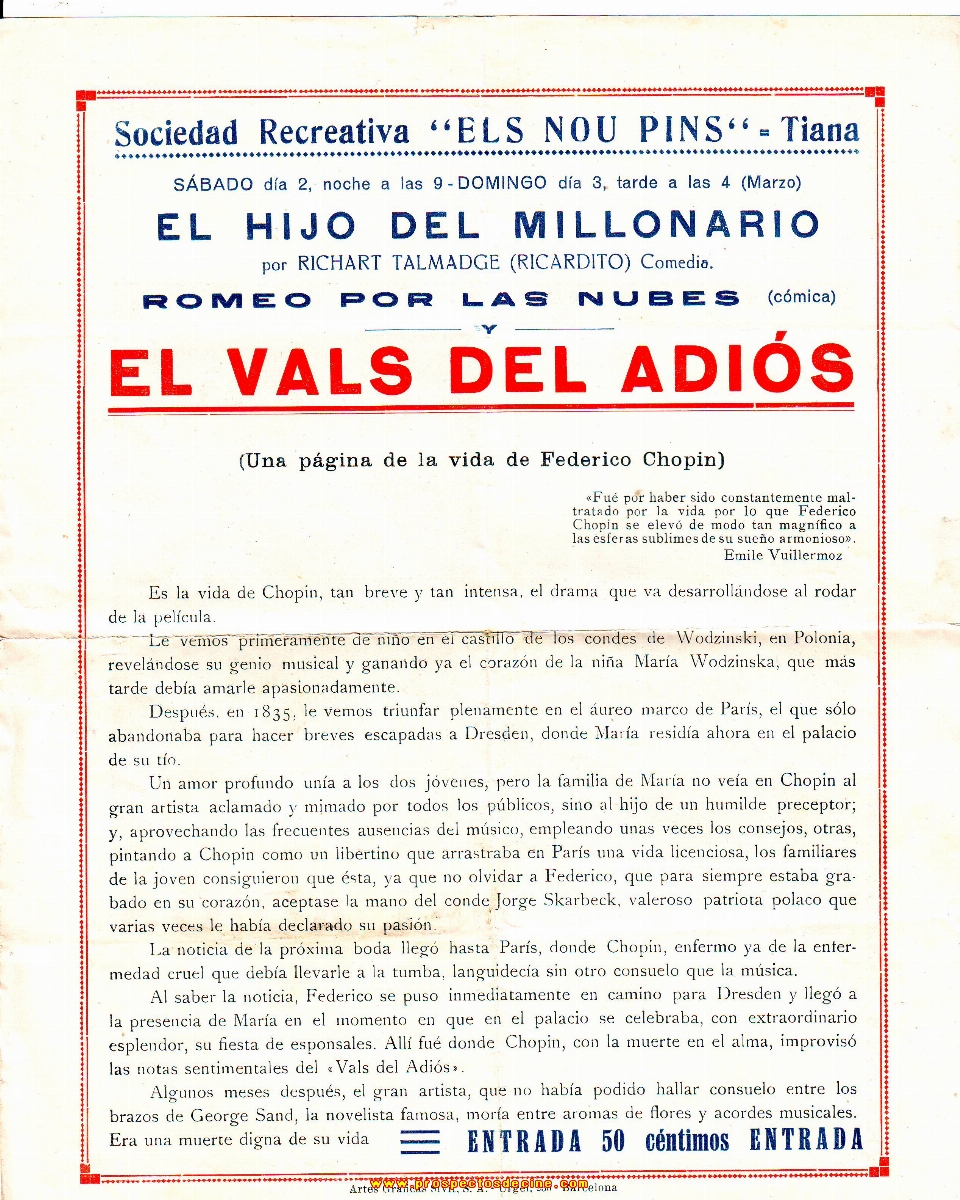 Sociedad Recreativa “ELS NOU PINS“ = Tiana
SÁBADO día 2, noche a las 9 - DOMINGO día 3, tarde a las 4 (Marzo)
EL HIJO DEL MILLONARIO
por RICHART TALMADGE (RICARDITO) Comedia.
ROMEO POR LAS NUBES (cómica)
Y
EL VALS DEL ADIÓS
(Una página de la vida de Federico Chopin)
«Fué por haber sido constantemente mal-
tratado por la vida por lo que Federico
Chopin se elevó de modo tan magnífico a
las esferas sublimes de su sueño armonioso».
Emile Vuillermoz
Es la vida de Chopin, tan breve y tan intensa, el drama que va desarrollándose al rodar
de la película.
Le vemos primeramente de niño en el castillo de los condes de Wodzinski, en Polonia,
revelándose su genio musical y ganando ya el corazón de la niña María Wodzinska, que más
tarde debía amarle apasionadamente.
Después, en 1835, le vemos triunfar plenamente en el áureo marco de París, el que sólo
abandonaba para hacer breves escapadas a Dresden, donde María residía ahora en el palacio
de su tío.
Un amor profundo unía a los dos jóvenes, pero la familia de María no veía en Chopin al
gran artista aclamado y mimado por todos los públicos, sino al hijo de un humilde preceptor;
y, aprovechando las frecuentes ausencias del músico, empleando unas veces los consejos, otras,
pintando a Chopin como un libertino que arrastraba en París una vida licenciosa, los familiares
de la joven consiguieron que ésta, ya que no olvidar a Federico, que para siempre estaba gra-
bado en su corazón, aceptase la mano del conde Jorge Skarbeck, valeroso patriota polaco que
varias veces le había declarado su pasión.
La noticia de la próxima boda llegó hasta París, donde Chopin, enfermo ya de la enfer-
medad cruel que debía llevarle a la tumba, languidecía sin otro consuelo que la música.
Al saber la noticia, Federico se puso inmediatamente en camino para Dresden y llegó a
la presencia de María en el momento en que en el palacio se celebraba, con extraordinario
esplendor, su fiesta de esponsales. Allí fué donde Chopin, con la muerte en el alma, improvisó
las notas sentimentales del «Vals del Adiós».
Algunos meses después, el gran artista, que no había podido hallar consuelo entre los
brazos de George Sand, la novelista famosa, moría entre aromas de flores y acordes musicales.
Era una muerte digna de su vida
ENTRADA 50 céntimos ENTRADA
Artes Gráficas S. A. Barcelona
www.prospectosdecine.com
www.prospectosdecine.com